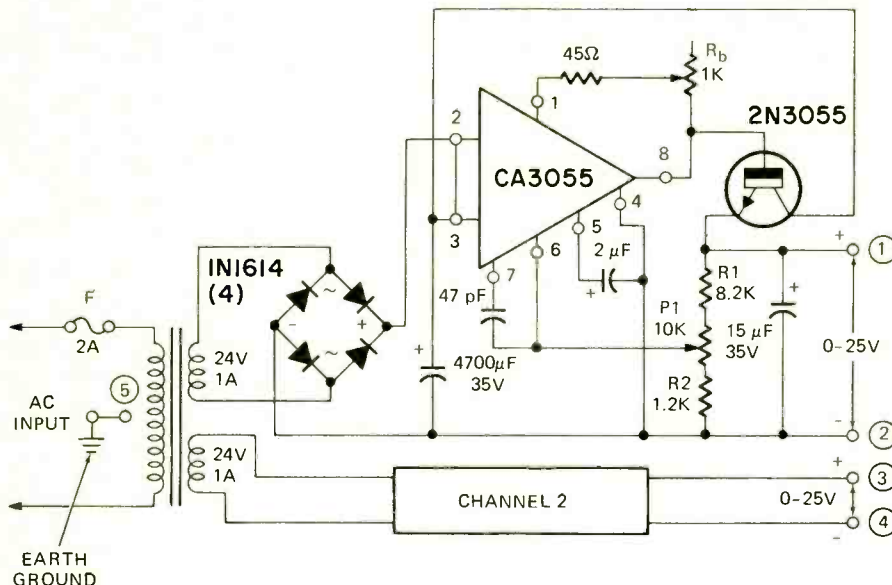 45Ω
Rb
1K
1
2N3055
2
CA3055
8
3
4
5
6
2 μF
7
1N1614
(4)
~
~
-
+
F
2A
24V
1A
5
AC
INPUT
EARTH
GROUND
47 pF
+
4700μF
35V
+
P1
10K
R1
8.2K
R2
1.2K
+
15 μF
35V
+
1
0-25V
-
2
24V
1A
CHANNEL 2
+
3
0-25V
-
4